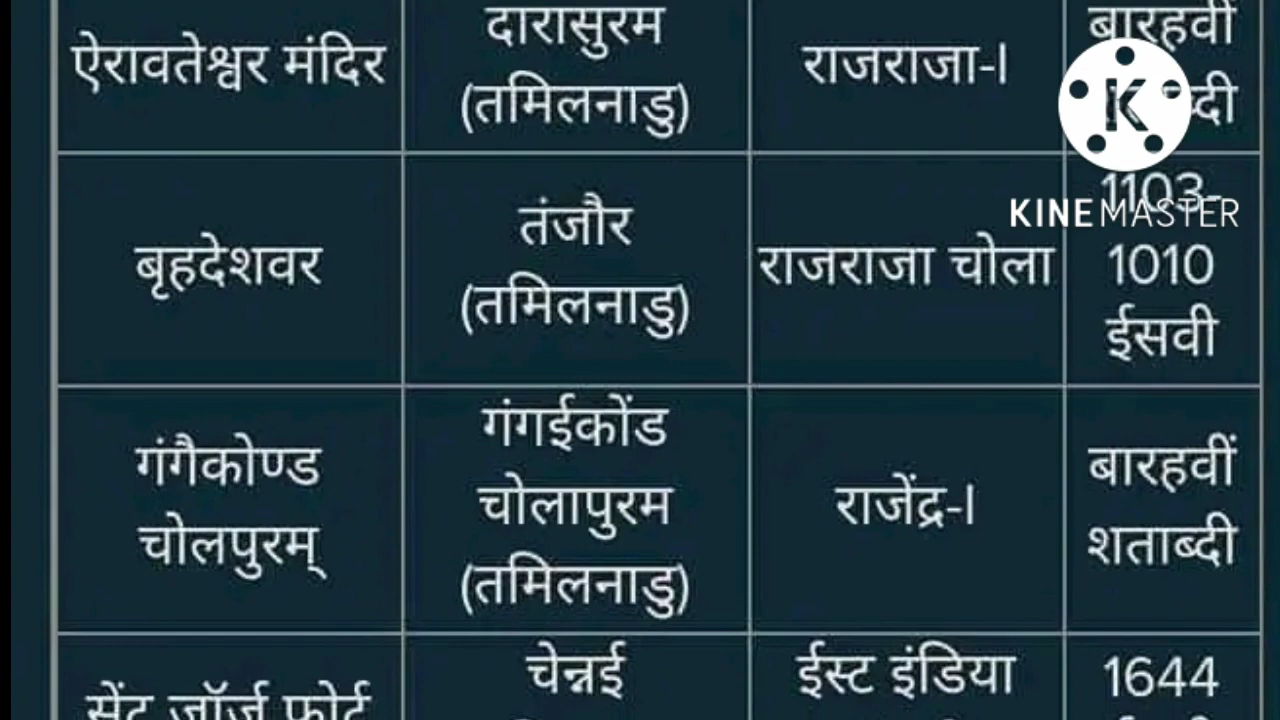 ऐरावतेश्वर मंदिर
दारासुरम
(तमिलनाडु)
राजराजा-I
बारहवीं
K
KINEMASTER
बृहदेशवर
तंजौर
(तमिलनाडु)
राजराजा चोला
1103-
1010
ईसवी
गंगैकोण्ड
चोलपुरम्
गंगईकोंड
चोलापुरम
(तमिलनाडु)
राजेंद्र-I
बारहवीं
शताब्दी
सेंट जॉर्ज फोर्ट
चेन्नई
ईस्ट इंडिया
1644